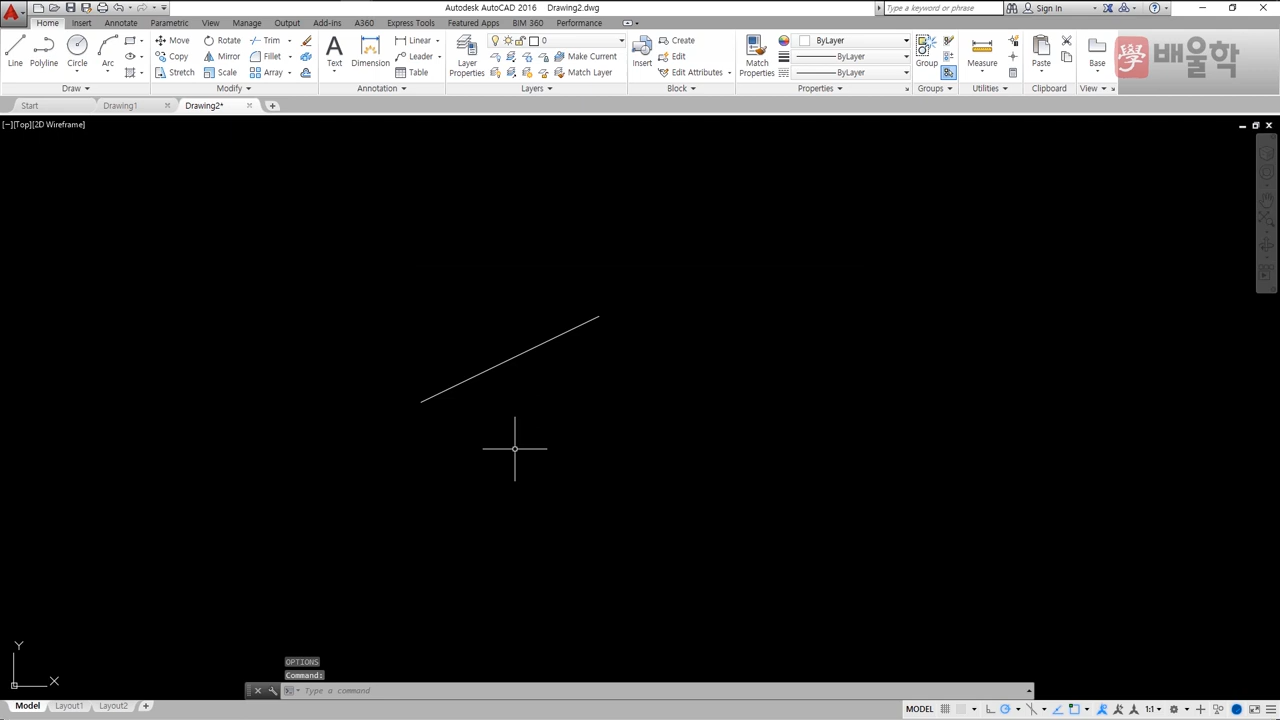 Autodesk AutoCAD 2016 Drawing2.dwg
Type a keyword or phrase
Sign In
Home Insert Annotate Parametric View Manage Output Add-ins A360 Express Tools Featured Apps BIM 360 Performance
Line Polyline Circle Arc
Move Rotate Trim
Copy Mirror Fillet
Stretch Scale Array
Text Dimension
Linear
Leader
Table
Layer Properties
0
Make Current
Match Layer
Insert
Create
Edit
Edit Attributes
Match Properties
ByLayer
ByLayer
ByLayer
Group
Measure
Paste
Base
學 배울학
Draw Modify Annotation Layers Block Properties Groups Utilities Clipboard View
Start Drawing1 Drawing2*
[−][Top][2D Wireframe]
Y
X
OPTIONS
Command:
Type a command
Model Layout1 Layout2
MODEL 1:1